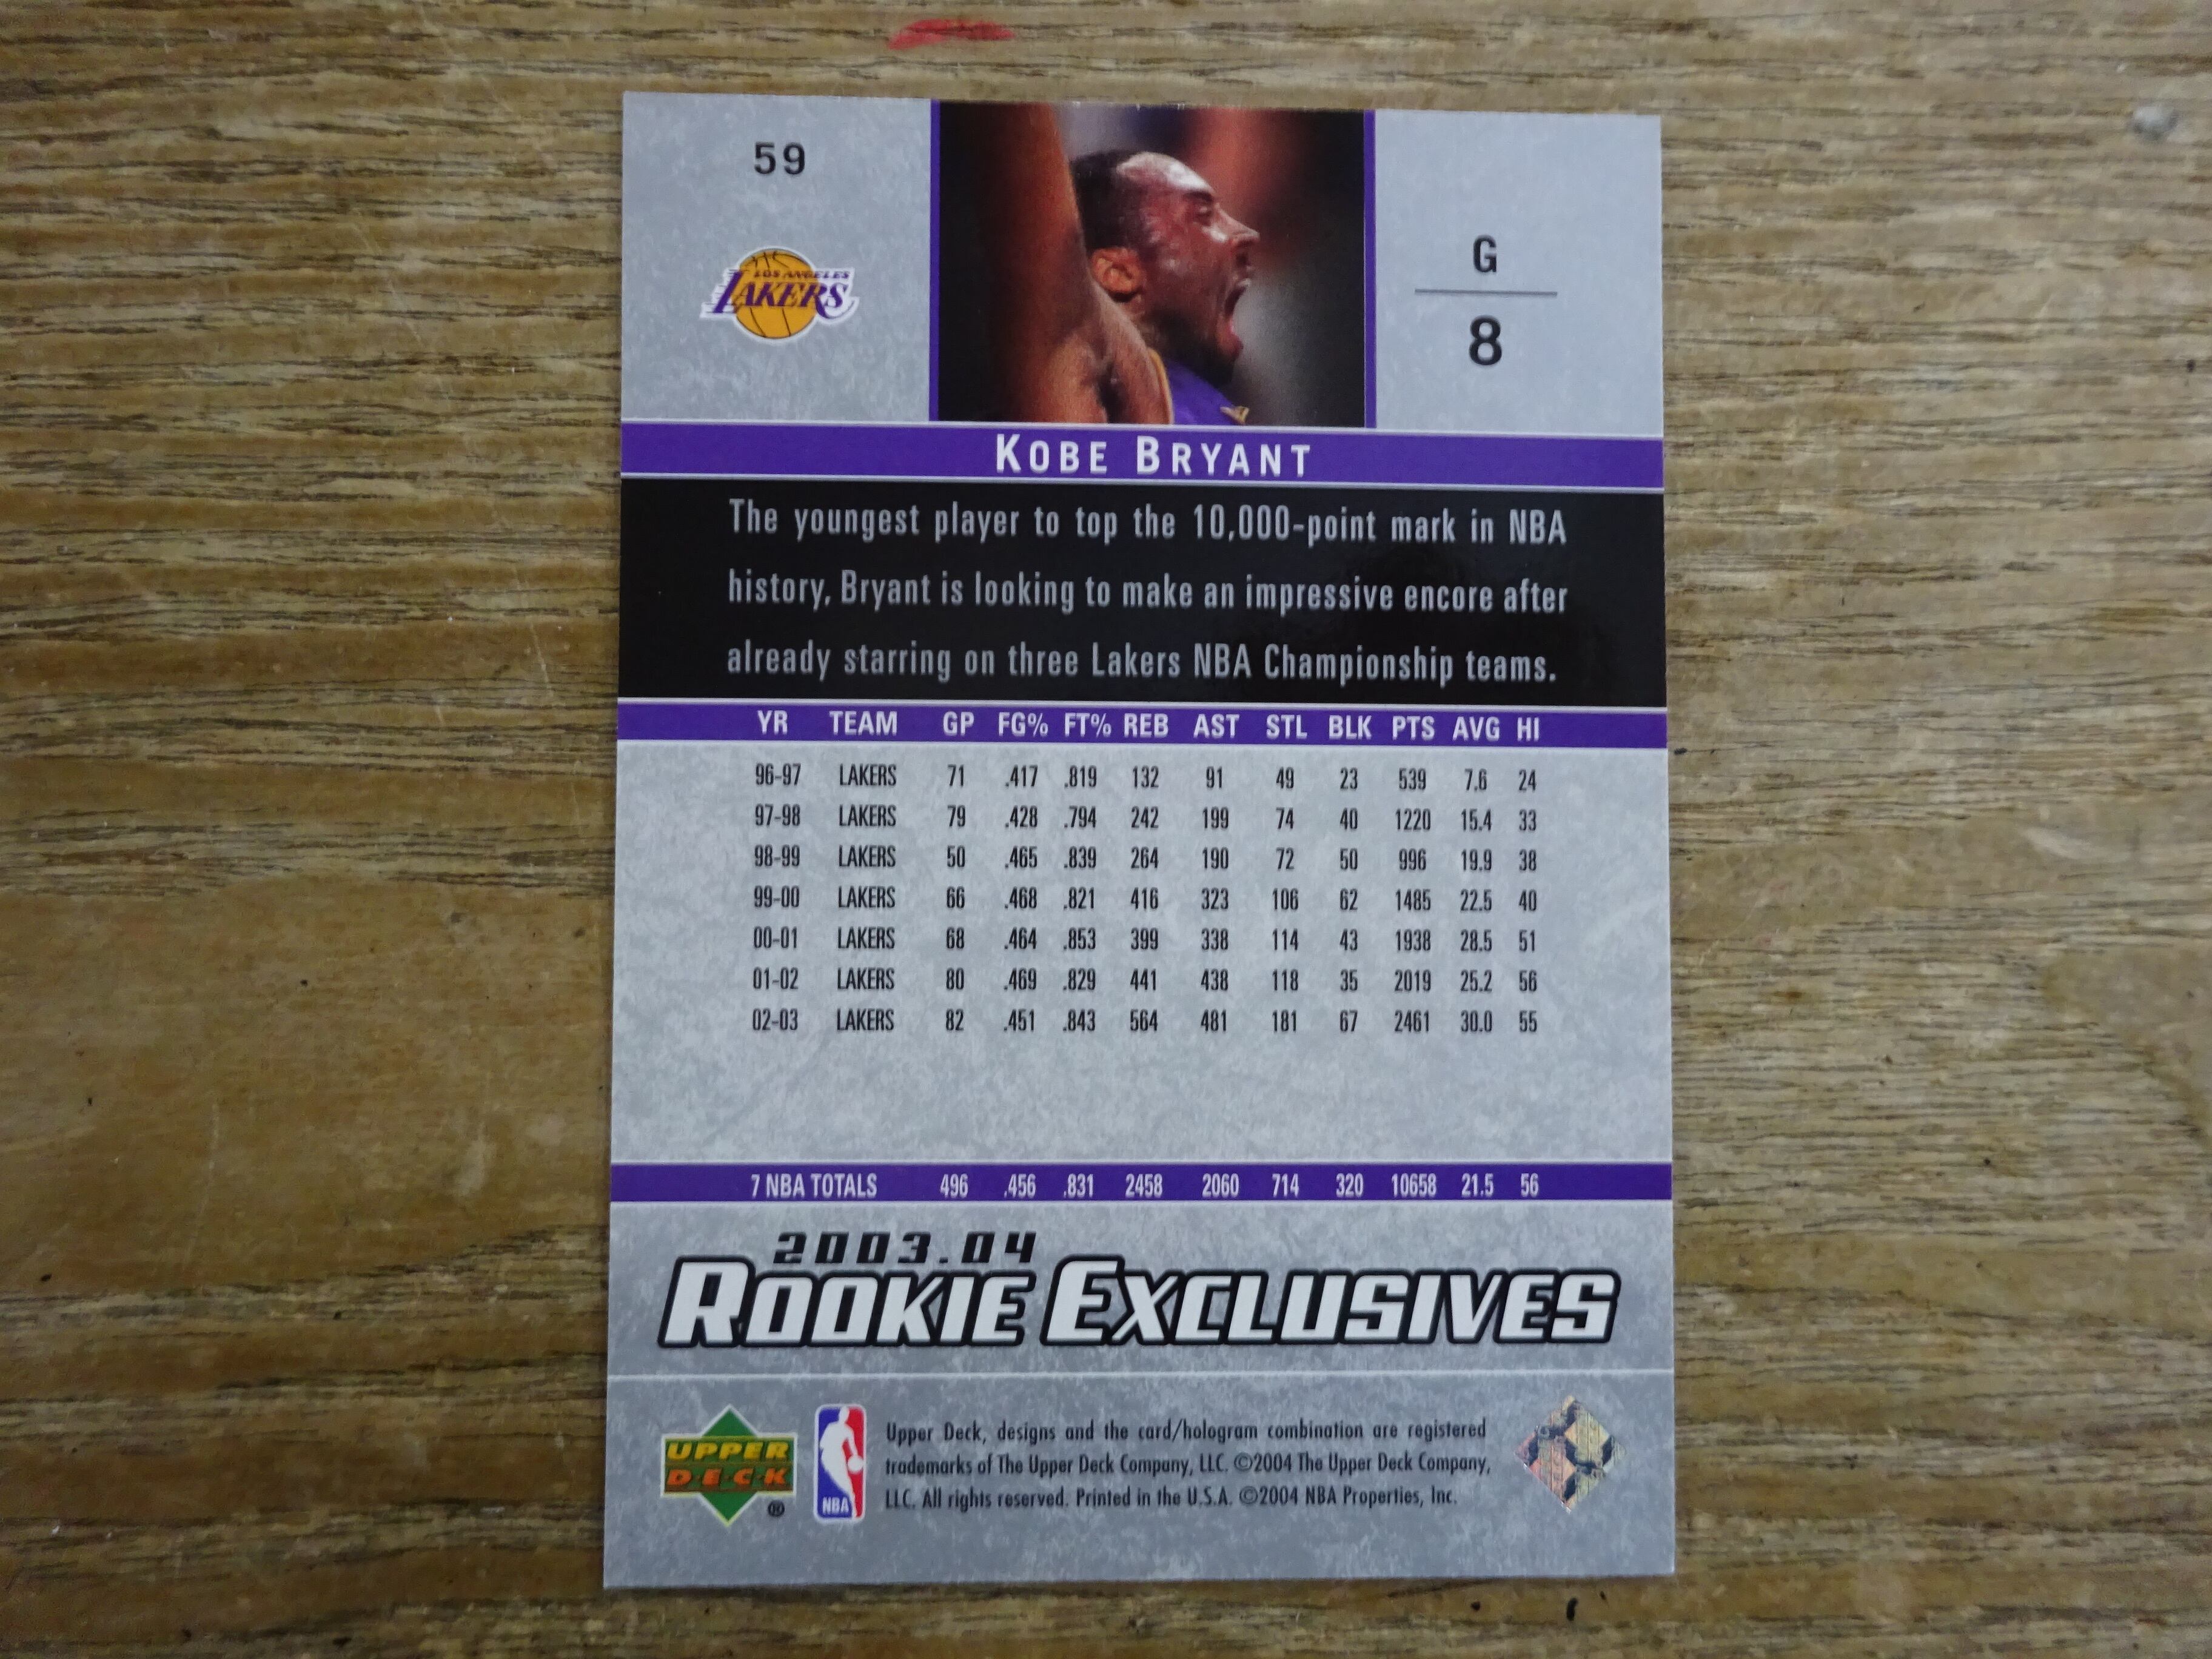 59
LOS ANGELES
LAKERS
G
8
KOBE BRYANT
The youngest player to top the 10,000-point mark in NBA
history, Bryant is looking to make an impressive encore after
already starring on three Lakers NBA Championship teams.
YR TEAM GP FG% FT% REB AST STL BLK PTS AVG HI
96-97 LAKERS 71 .417 .819 132 91 49 23 539 7.6 24
97-98 LAKERS 79 .428 .794 242 199 74 40 1220 15.4 33
98-99 LAKERS 50 .465 .839 264 190 72 50 996 19.9 38
99-00 LAKERS 66 .468 .821 416 323 106 62 1485 22.5 40
00-01 LAKERS 68 .464 .853 399 338 114 43 1938 28.5 51
01-02 LAKERS 80 .469 .829 441 438 118 35 2019 25.2 56
02-03 LAKERS 82 .451 .843 564 481 181 67 2461 30.0 55
7 NBA TOTALS 496 .456 .831 2458 2060 714 320 10658 21.5 56
2003.04
ROOKIE EXCLUSIVES
UPPER
DECK
®
NBA
Upper Deck, designs and the card/hologram combination are registered
trademarks of The Upper Deck Company, LLC. ©2004 The Upper Deck Company,
LLC. All rights reserved. Printed in the U.S.A. ©2004 NBA Properties, Inc.